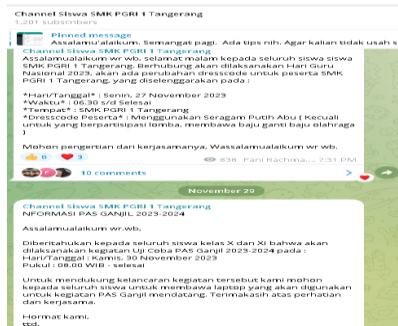 Channel Siswa SMK PGRI 1 Tangerang
1.201 subscribers
Pinned message
Assalamu'alaikum. Semangat pagi. Ada tips nih. Agar kalian tidak usah s
Channel Siswa SMK PGRI 1 Tangerang
Assalamualaikum wr wb, selamat malam kepada seluruh siswa siswa
SMK PGRI 1 Tangerang. Berhubung akan dilaksanakan Hari Guru
Nasional 2023, akan ada perubahan dresscode untuk peserta SMK
PGRI 1 Tangerang, yang diselenggarakan pada :
*Hari/Tanggal* : Senin, 27 November 2023
*Waktu* : 06.30 s/d Selesai
*Tempat* : SMK PGRI 1 Tangerang
*Dresscode Peserta* : Menggunakan Seragam Putih Abu ( Kecuali
untuk yang berpartisipasi lomba, membawa baju ganti baju olahraga
)
Mohon pengertian dari kerjasamanya, Wassalamualaikum wr wb.
6 3
838 Fani Rachma... 7:31 PM
10 comments
November 29
Channel Siswa SMK PGRI 1 Tangerang
NFORMASI PAS GANJIL 2023-2024
Assalamualaikum wr.wb,
Diberitahukan kepada seluruh siswa kelas X dan XI bahwa akan
dilaksanakan kegiatan Uji Coba PAS Ganjil 2023-2024 pada :
Hari/Tanggal : Kamis, 30 November 2023
Pukul : 08.00 WIB - selesai
Untuk mendukung kelancaran kegiatan tersebut kami mohon
kepada seluruh siswa untuk membawa laptop yang akan digunakan
untuk kegiatan PAS Ganjil mendatang. Terimakasih atas perhatian
dan kerjasama.
Hormat kami,
ttd.